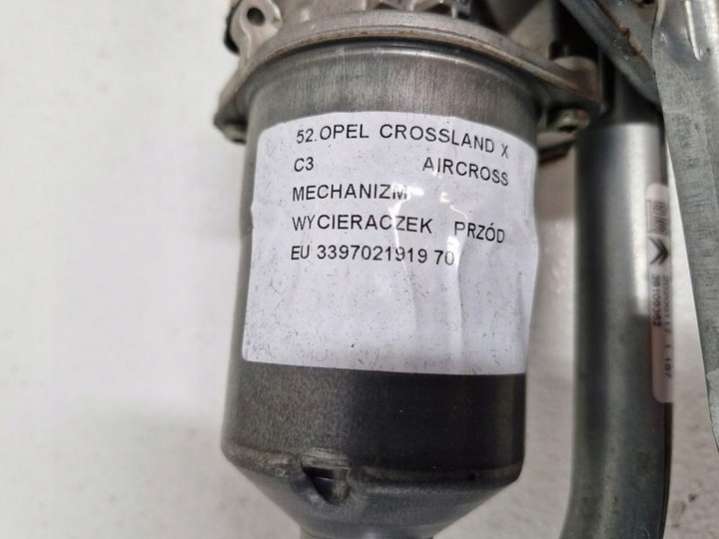 52.OPEL CROSSLAND X
C3 AIRCROSS
MECHANIZM
WYCIERACZEK PRZÓD
EU 3397021919 70